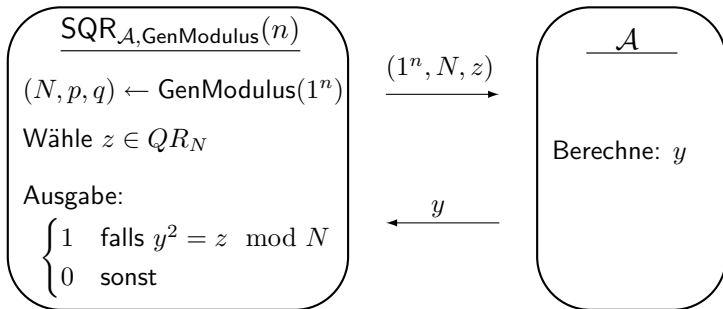 SQR_{𝒜,GenModulus}(n)
(N, p, q) ← GenModulus(1^n)
Wähle z ∈ QR_N
Ausgabe:
{1 falls y^2 = z mod N
0 sonst
(1^n, N, z)
y
𝒜
Berechne: y